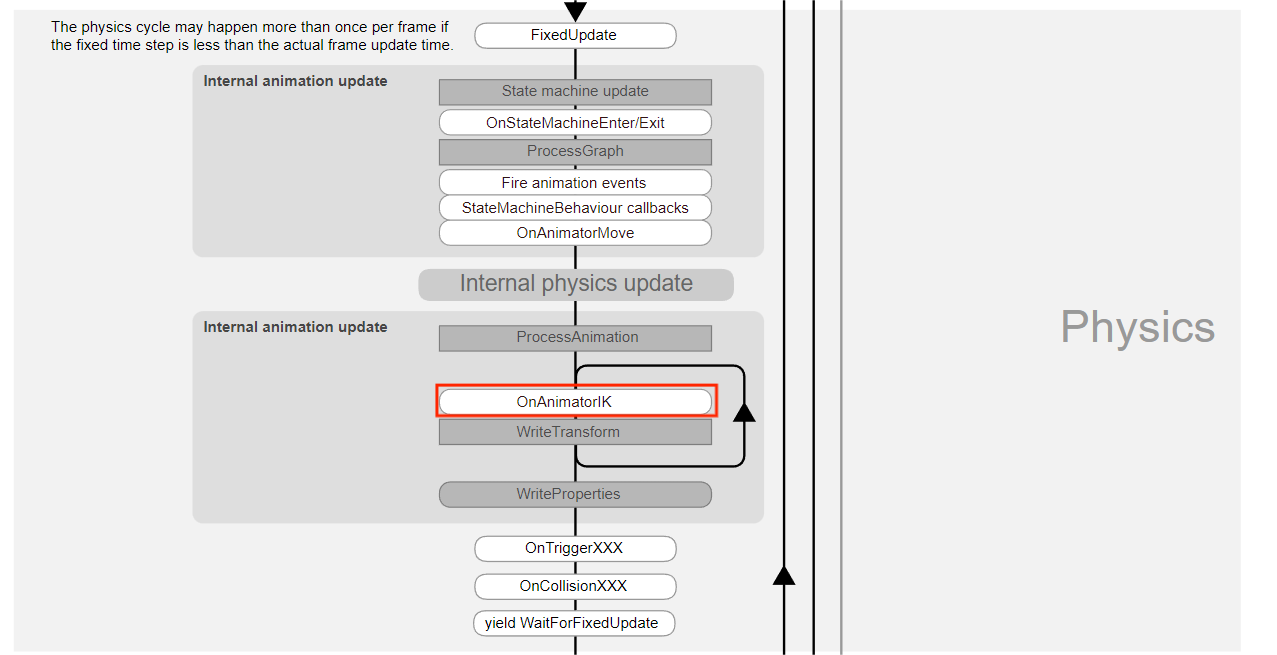 The physics cycle may happen more than once per frame if
the fixed time step is less than the actual frame update time.
FixedUpdate
Internal animation update
State machine update
OnStateMachineEnter/Exit
ProcessGraph
Fire animation events
StateMachineBehaviour callbacks
OnAnimatorMove
Internal physics update
Internal animation update
ProcessAnimation
Physics
OnAnimatorIK
WriteTransform
WriteProperties
OnTriggerXXX
OnCollisionXXX
yield WaitForFixedUpdate